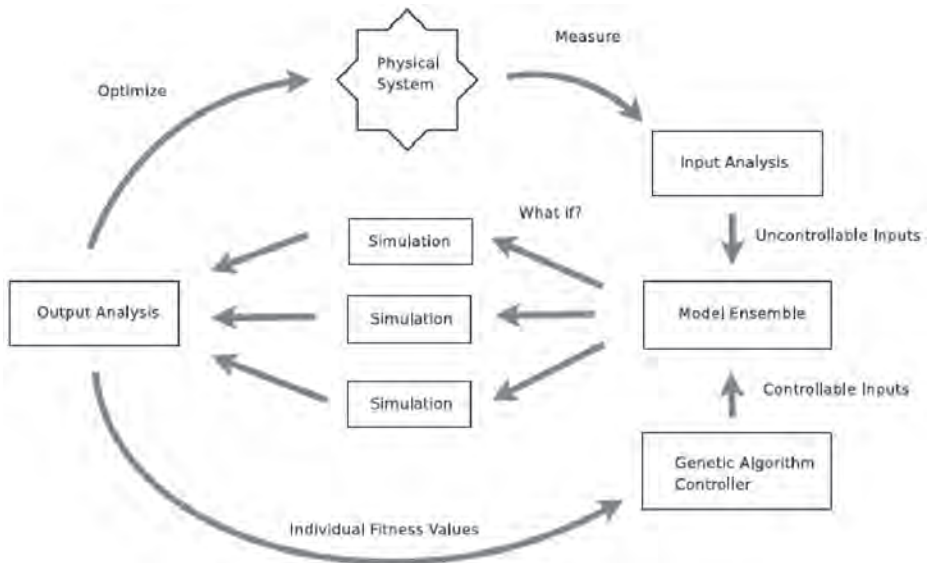 Measure
Physical
System
Optimize
Input Analysis
What if?
Simulation
Uncontrollable Inputs
Output Analysis
Simulation
Model Ensemble
Simulation
Controllable Inputs
Genetic Algorithm
Controller
Individual Fitness Values